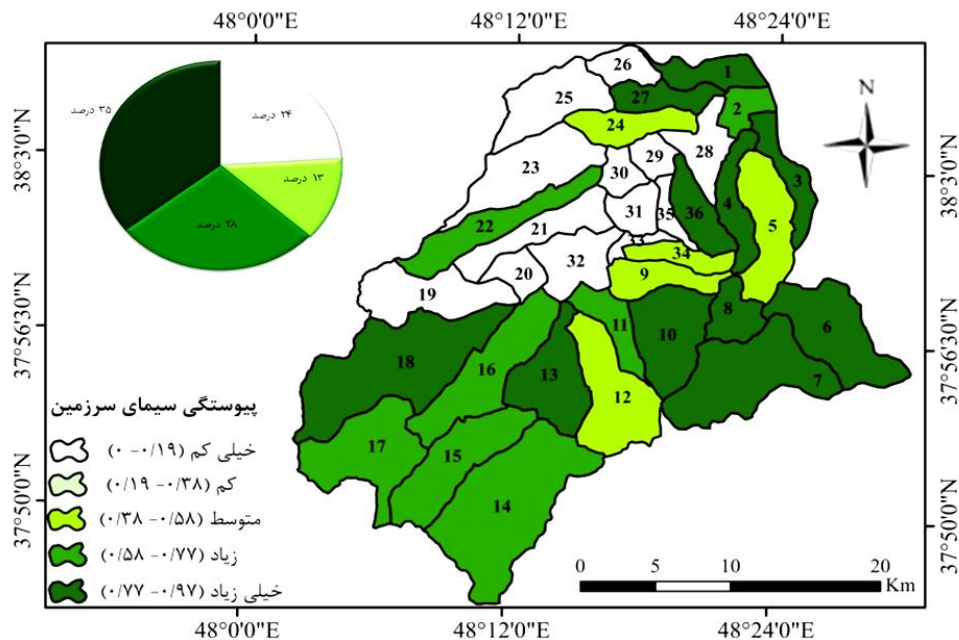 48°0'0"E 48°12'0"E 48°24'0"E
N
38°3'0"N
37°56'30"N
37°50'0"N
38°3'0"N
37°56'30"N
37°50'0"N
۳۵ درصد
۲۴ درصد
۱۳ درصد
۲۸ درصد
26
1
25
27
2
24
28
29
23
30
3
4
36
35
31
5
22
21
34
32
20
9
19
8
6
11
10
18
16
13
7
12
17
15
14
پیوستگی سیمای سرزمین
خیلی کم (۰/۱۹ - ۰)
کم (۰/۳۸ - ۰/۱۹)
متوسط (۰/۵۸ - ۰/۳۸)
زیاد (۰/۷۷ - ۰/۵۸)
خیلی زیاد (۰/۹۷ - ۰/۷۷)
0 5 10 20
Km
48°0'0"E 48°12'0"E 48°24'0"E